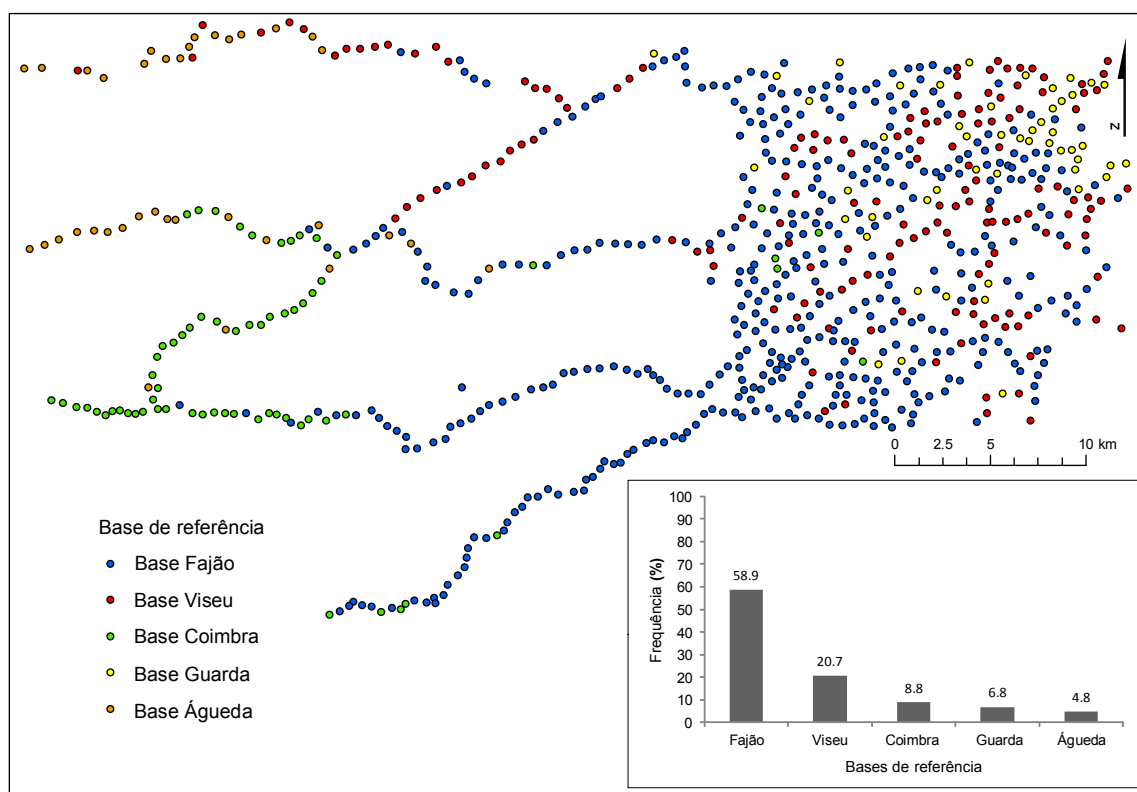 N
0 2.5 5 10 km
Base de referência
Base Fajão
Base Viseu
Base Coimbra
Base Guarda
Base Águeda
Frequência (%)
100
90
80
70
60
50
40
30
20
10
0
58.9
20.7
8.8
6.8
4.8
Fajão Viseu Coimbra Guarda Águeda
Bases de referência